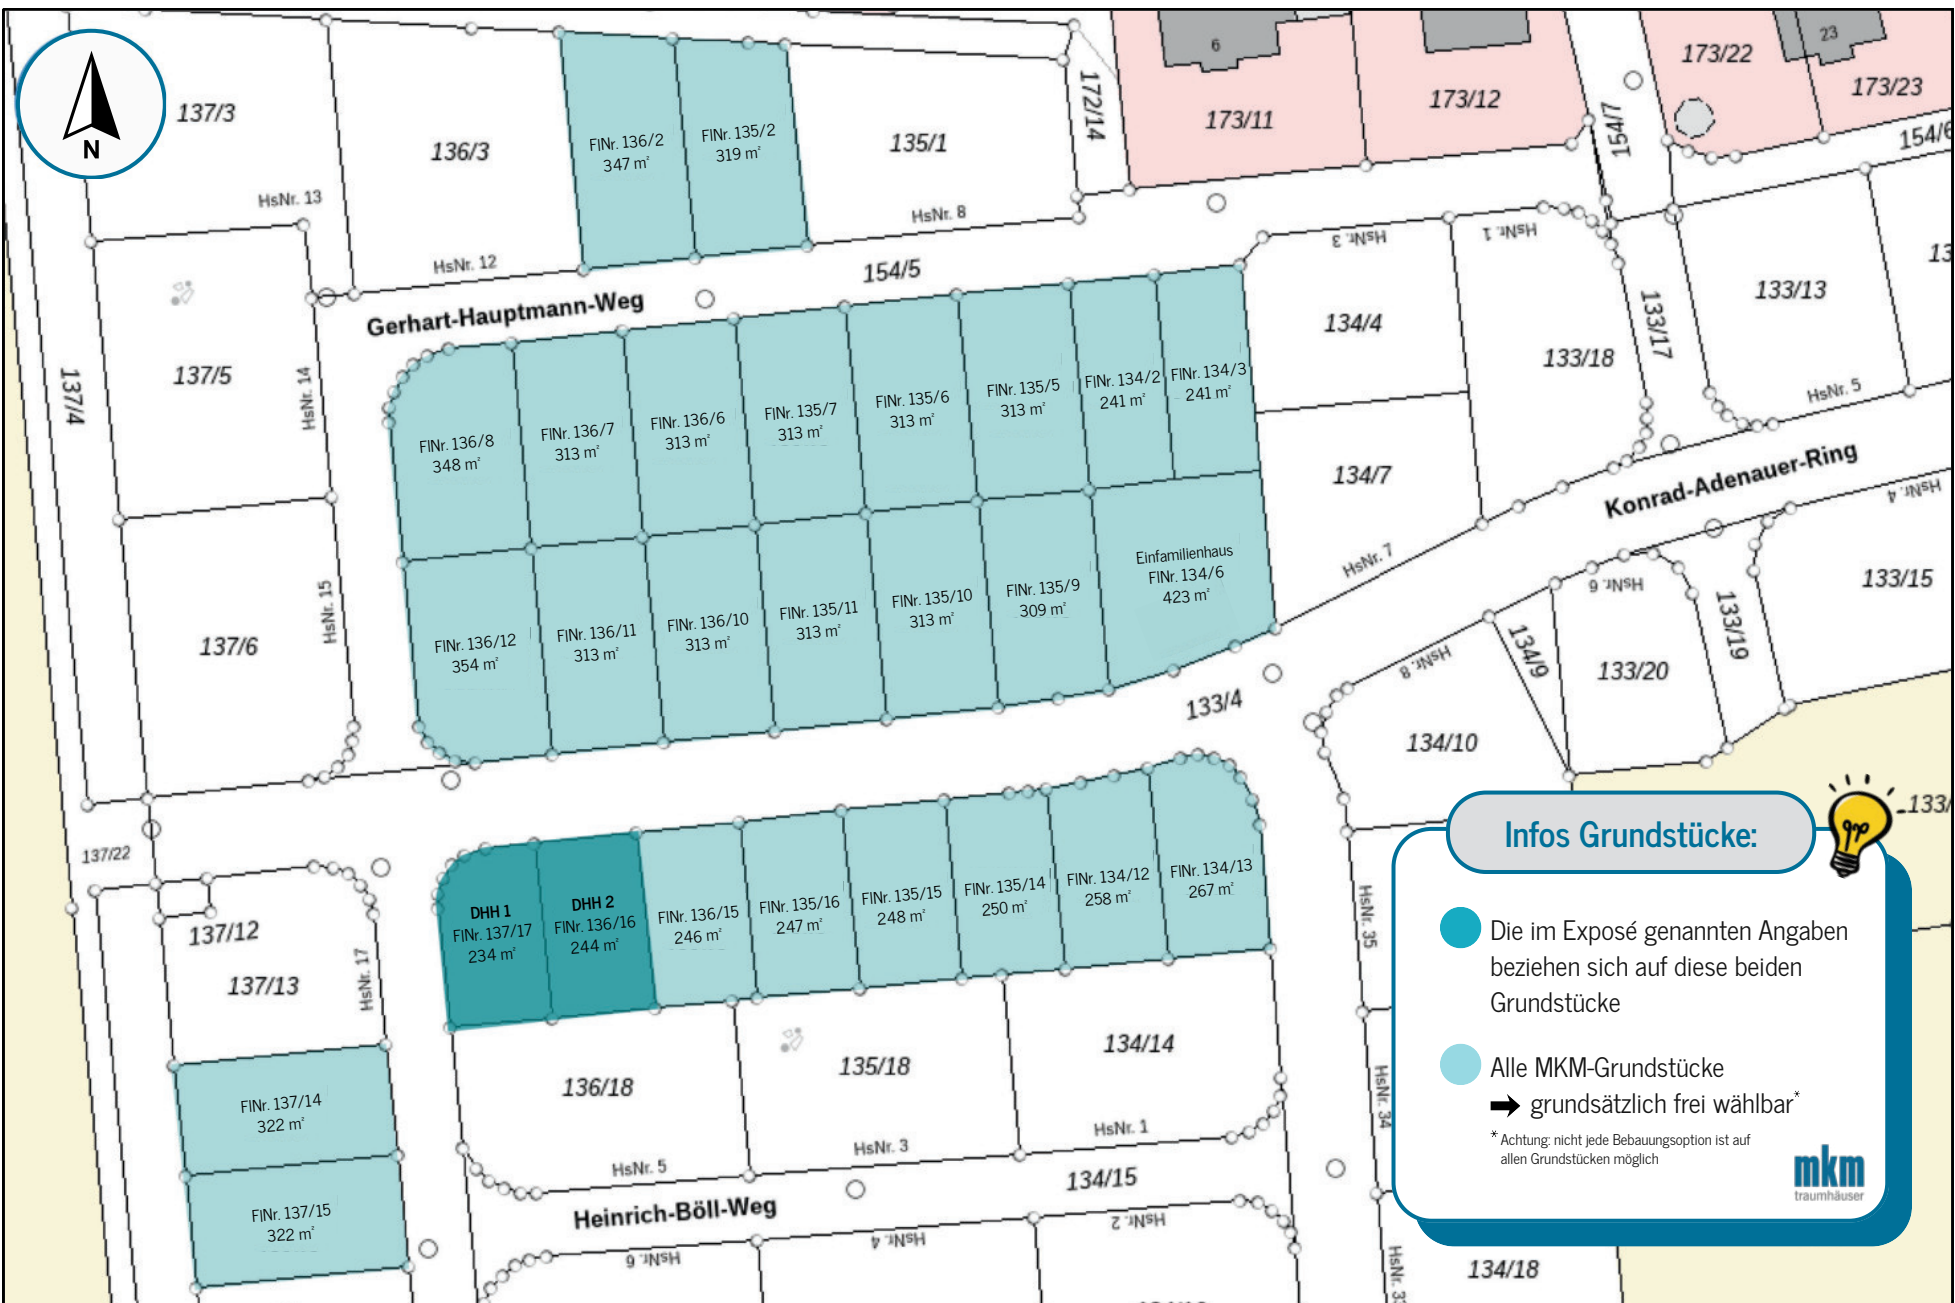 N
137/3
HsNr. 13
136/3
HsNr. 12
FlNr. 136/2
347 m²
FlNr. 135/2
319 m²
135/1
HsNr. 8
172/14
6
173/11
173/12
154/7
173/22
23
173/23
154/6
154/5
Gerhart-Hauptmann-Weg
137/4
137/5
HsNr. 14
137/6
HsNr. 15
HsNr. 3
HsNr. 1
134/4
133/18
133/17
133/13
13
HsNr. 5
134/7
HsNr. 7
Konrad-Adenauer-Ring
HsNr. 4
FlNr. 136/8
348 m²
FlNr. 136/7
313 m²
FlNr. 136/6
313 m²
FlNr. 135/7
313 m²
FlNr. 135/6
313 m²
FlNr. 135/5
313 m²
FlNr. 134/2
241 m²
FlNr. 134/3
241 m²
FlNr. 136/12
354 m²
FlNr. 136/11
313 m²
FlNr. 136/10
313 m²
FlNr. 135/11
313 m²
FlNr. 135/10
313 m²
FlNr. 135/9
309 m²
Einfamilienhaus
FlNr. 134/6
423 m²
133/4
HsNr. 8
134/9
HsNr. 6
133/20
133/19
133/15
134/10
133/
137/22
137/12
137/13
HsNr. 17
DHH 1
FlNr. 137/17
234 m²
DHH 2
FlNr. 136/16
244 m²
FlNr. 136/15
246 m²
FlNr. 135/16
247 m²
FlNr. 135/15
248 m²
FlNr. 135/14
250 m²
FlNr. 134/12
258 m²
FlNr. 134/13
267 m²
FlNr. 137/14
322 m²
FlNr. 137/15
322 m²
136/18
HsNr. 5
135/18
HsNr. 3
134/14
HsNr. 1
134/15
Heinrich-Böll-Weg
HsNr. 6
HsNr. 4
HsNr. 2
HsNr. 35
HsNr. 34
HsNr. 33
134/18
Infos Grundstücke:
Die im Exposé genannten Angaben
beziehen sich auf diese beiden
Grundstücke
Alle MKM-Grundstücke
➡ grundsätzlich frei wählbar*
* Achtung: nicht jede Bebauungsoption ist auf
allen Grundstücken möglich
mkm
traumhäuser